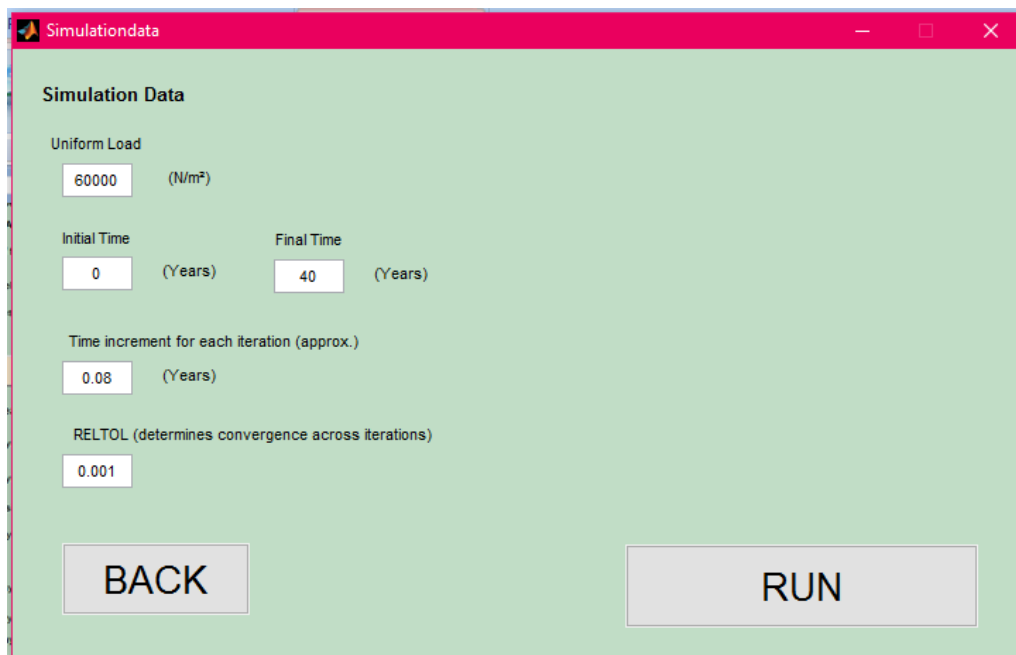 Simulationdata
Simulation Data
Uniform Load
60000 (N/m²)
Initial Time Final Time
0 (Years) 40 (Years)
Time increment for each iteration (approx.)
0.08 (Years)
RELTOL (determines convergence across iterations)
0.001
BACK RUN